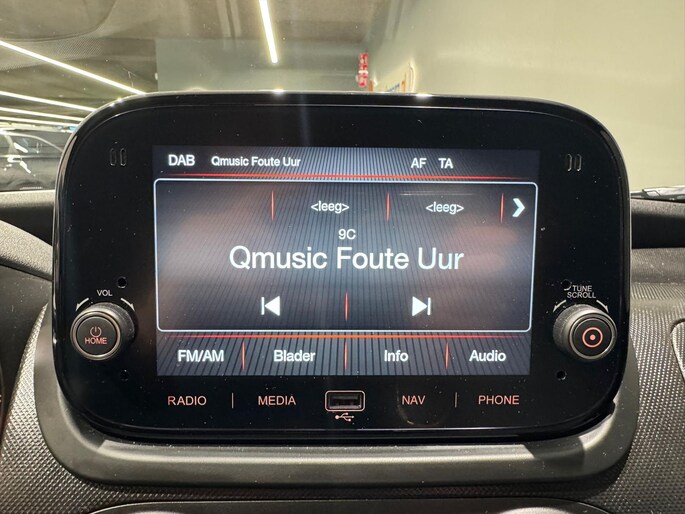 DAB Qmusic Foute Uur AF TA
<leeg> <leeg>
9C
Qmusic Foute Uur
VOL
TUNE
SCROLL
HOME
FM/AM Blader Info Audio
RADIO MEDIA NAV PHONE